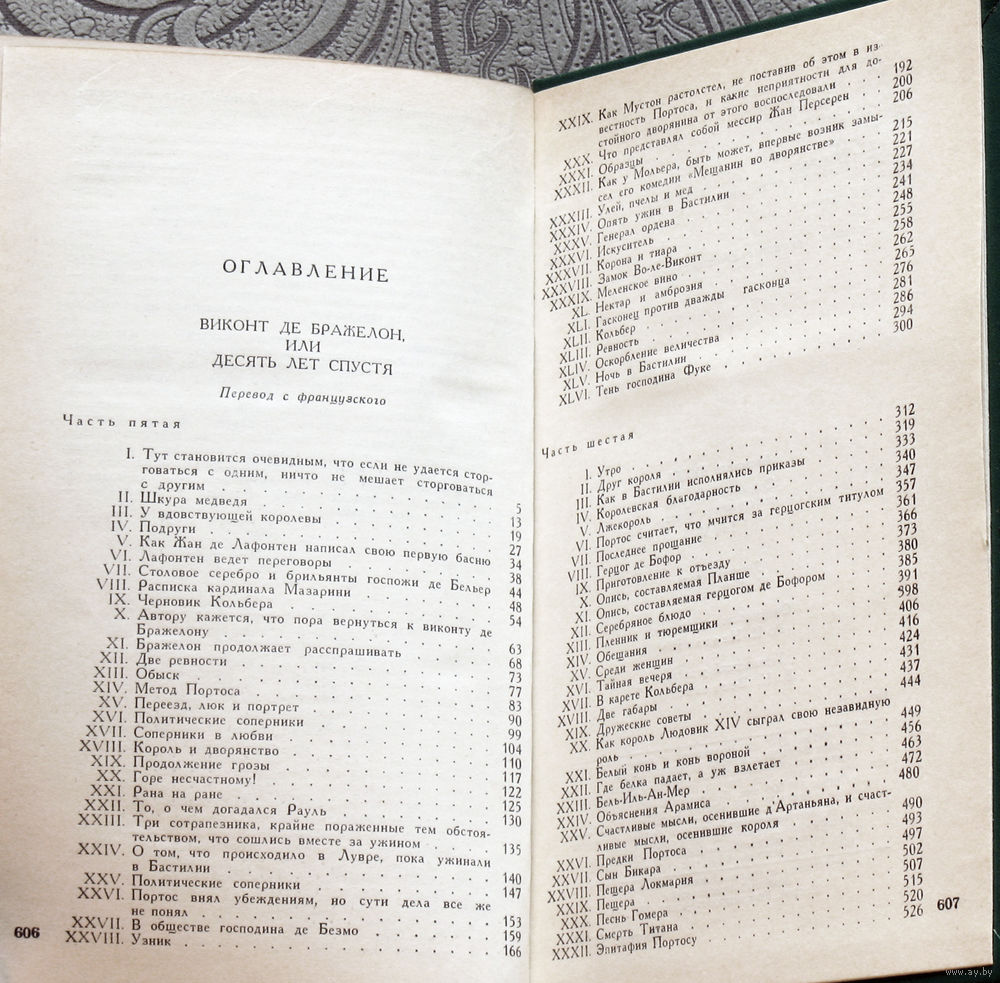 ОГЛАВЛЕНИЕ
ВИКОНТ ДЕ БРАЖЕЛОН,
ИЛИ
ДЕСЯТЬ ЛЕТ СПУСТЯ
Перевод с французского
Часть пятая
I. Тут становится очевидным, что если не удается стор-
говаться с одним, ничто не мешает сторговаться
с другим . . . 5
II. Шкура медведя . . . 13
III. У вдовствующей королевы . . . 19
IV. Подруги . . . 27
V. Как Жан де Лафонтен написал свою первую басню 34
VI. Лафонтен ведет переговоры . . . 38
VII. Столовое серебро и брильянты госпожи де Бельер 44
VIII. Расписка кардинала Мазарини . . . 48
IX. Черновик Кольбера . . . 54
X. Автору кажется, что пора вернуться к виконту де
Бражелону . . . 63
XI. Бражелон продолжает расспрашивать . . . 68
XII. Две ревности . . . 73
XIII. Обыск . . . 77
XIV. Метод Портоса . . . 83
XV. Переезд, люк и портрет . . . 90
XVI. Политические соперники . . . 99
XVII. Соперники в любви . . . 104
XVIII. Король и дворянство . . . 110
XIX. Продолжение грозы . . . 117
XX. Горе несчастному! . . . 122
XXI. Рана на ране . . . 125
XXII. То, о чем догадался Рауль . . . 130
XXIII. Три сотрапезника, крайне пораженные тем обстоя-
тельством, что сошлись вместе за ужином . . . 135
XXIV. О том, что происходило в Лувре, пока ужинали
в Бастилии . . . 140
XXV. Политические соперники . . . 147
XXVI. Портос внял убеждениям, но сути дела все же
не понял . . . 153
XXVII. В обществе господина де Безмо . . . 159
XXVIII. Узник . . . 166
606
XXIX. Как Мустон растолстел, не поставив об этом в из-
вестность Портоса, и какие неприятности для до-
стойного дворянина от этого воспоследовали . . . 192
XXX. Что представлял собой мессир Жан Персерен 200
XXXI. Образцы . . . 206
XXXII. Как у Мольера, быть может, впервые возник замы-
сел его комедии «Мещанин во дворянстве» 215
XXXIII. Улей, пчелы и мед . . . 221
XXXIV. Опять ужин в Бастилии . . . 227
XXXV. Генерал ордена . . . 234
XXXVI. Искуситель . . . 241
XXXVII. Корона и тиара . . . 248
XXXVIII. Замок Во-ле-Виконт . . . 255
XXXIX. Меленское вино . . . 258
XL. Нектар и амброзия . . . 262
XLI. Гасконец против дважды гасконца . . . 265
XLII. Кольбер . . . 276
XLIII. Ревность . . . 281
XLIV. Оскорбление величества . . . 286
XLV. Ночь в Бастилии . . . 294
XLVI. Тень господина Фуке . . . 300
Часть шестая
I. Утро . . . 312
II. Друг короля . . . 319
III. Как в Бастилии исполнялись приказы . . . 333
IV. Королевская благодарность . . . 340
V. Лжекороль . . . 347
VI. Портос считает, что мчится за герцогским титулом 357
VII. Последнее прощание . . . 361
VIII. Герцог де Бофор . . . 366
IX. Приготовление к отъезду . . . 373
X. Опись, составляемая Планше . . . 380
XI. Опись, составляемая герцогом де Бофором . . . 385
XII. Серебряное блюдо . . . 391
XIII. Пленник и тюремщики . . . 598
XIV. Обещания . . . 406
XV. Среди женщин . . . 416
XVI. Тайная вечеря . . . 424
XVII. В карете Кольбера . . . 431
XVIII. Две габары . . . 437
XIX. Дружеские советы . . . 444
XX. Как король Людовик XIV сыграл свою незавидную
роль . . . 449
XXI. Белый конь и конь вороной . . . 456
XXII. Где белка падает, а уж взлетает . . . 463
XXIII. Бель-Иль-Ан-Мер . . . 472
XXIV. Объяснения Арамиса . . . 480
XXV. Счастливые мысли, осенившие д'Артаньяна, и счаст-
ливые мысли, осенившие короля . . . 490
XXVI. Предки Портоса . . . 493
XXVII. Сын Бикара . . . 497
XXVIII. Пещера Локмария . . . 502
XXIX. Пещера . . . 507
XXX. Песнь Гомера . . . 515
XXXI. Смерть Титана . . . 520
XXXII. Эпитафия Портосу . . . 526
607
www.ay.by